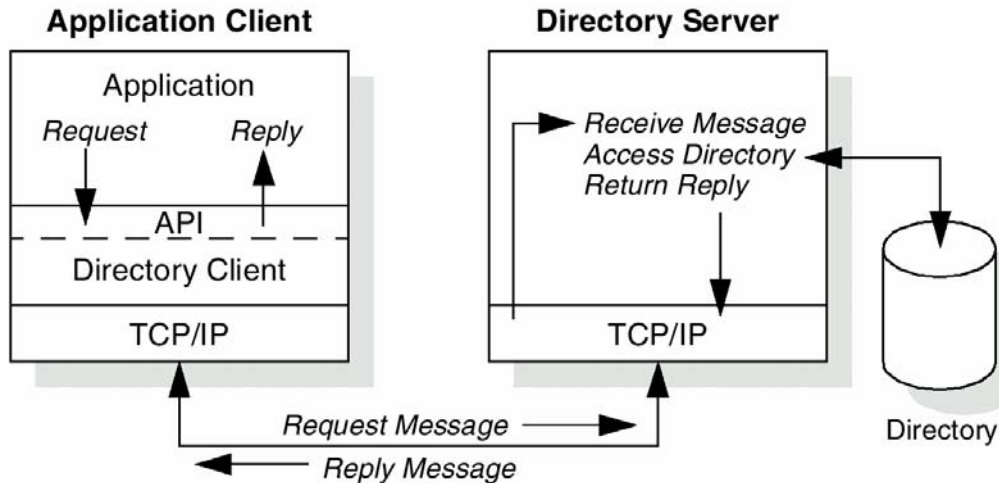 Application Client
Application
Request
Reply
API
Directory Client
TCP/IP
Directory Server
Receive Message
Access Directory
Return Reply
TCP/IP
Directory
Request Message
Reply Message